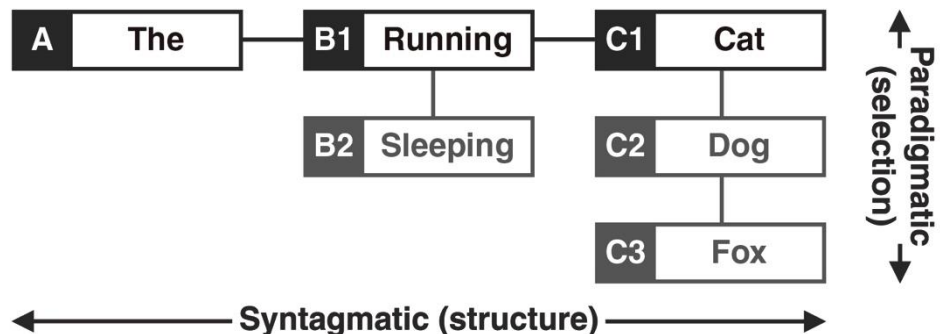 A The B1 Running C1 Cat
B2 Sleeping C2 Dog
C3 Fox
Paradigmatic
(selection)
Syntagmatic (structure)